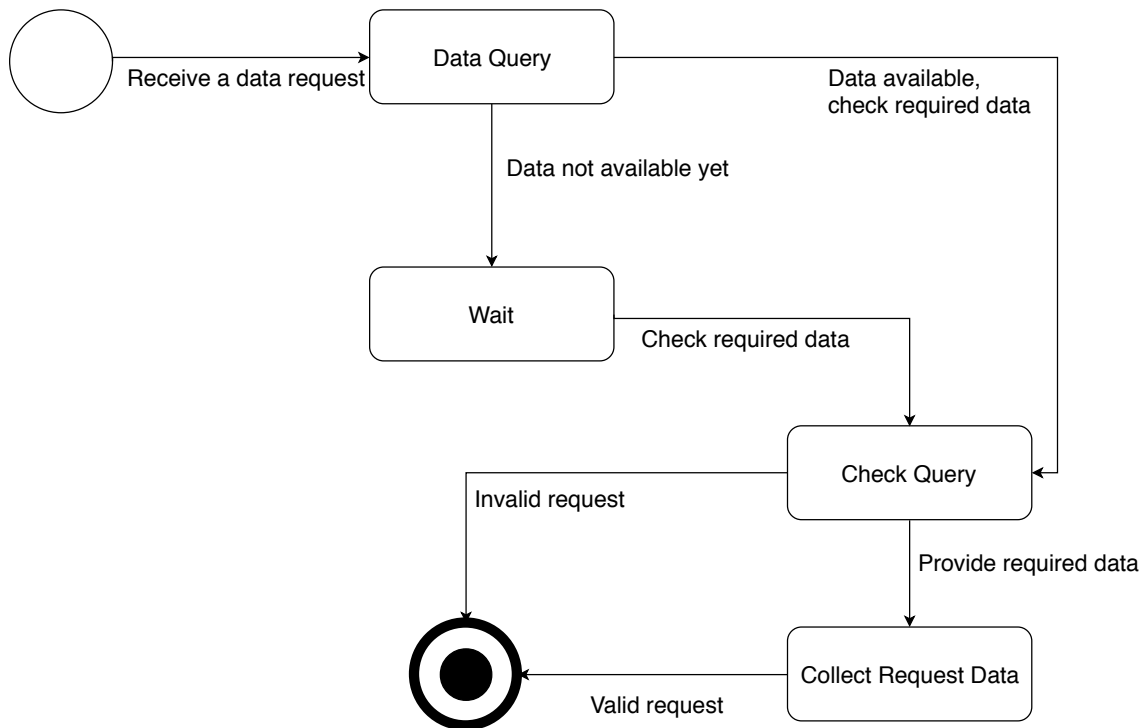 Receive a data request
Data Query
Data available,
check required data
Data not available yet
Wait
Check required data
Check Query
Invalid request
Provide required data
Collect Request Data
Valid request